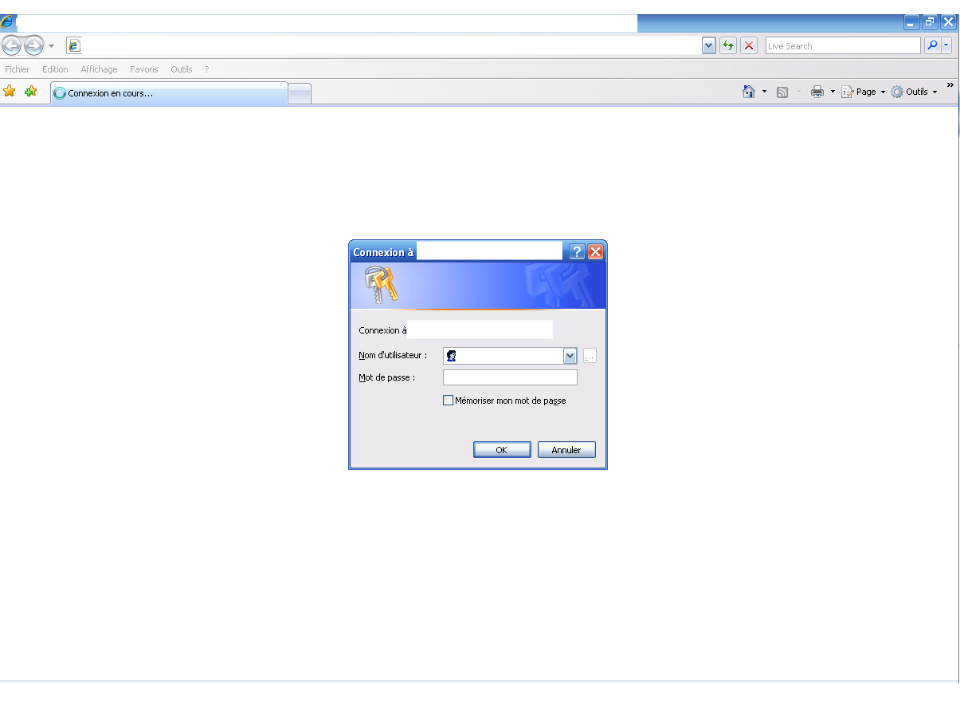 Live Search
Fichier Edition Affichage Favoris Outils ?
Connexion en cours...
Page Outils »
Connexion à
?
Connexion à
Nom d'utilisateur :
...
Mot de passe :
Mémoriser mon mot de passe
OK Annuler